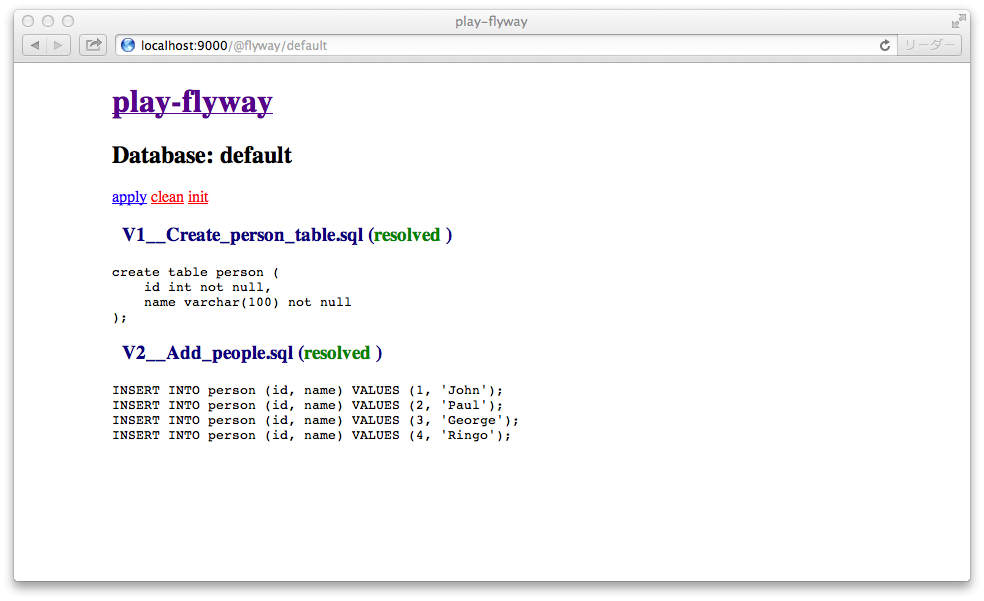 play-flyway
localhost:9000/@flyway/default
リーダー
play-flyway
Database: default
apply clean init
V1__Create_person_table.sql (resolved )
create table person (
    id int not null,
    name varchar(100) not null
);
V2__Add_people.sql (resolved )
INSERT INTO person (id, name) VALUES (1, 'John');
INSERT INTO person (id, name) VALUES (2, 'Paul');
INSERT INTO person (id, name) VALUES (3, 'George');
INSERT INTO person (id, name) VALUES (4, 'Ringo');